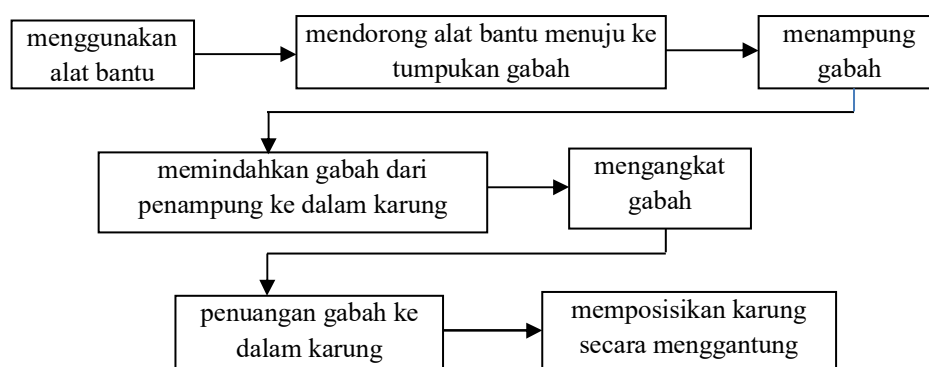 menggunakan
alat bantu
mendorong alat bantu menuju ke
tumpukan gabah
menampung
gabah
memindahkan gabah dari
penampung ke dalam karung
mengangkat
gabah
penuangan gabah ke
dalam karung
memposisikan karung
secara menggantung